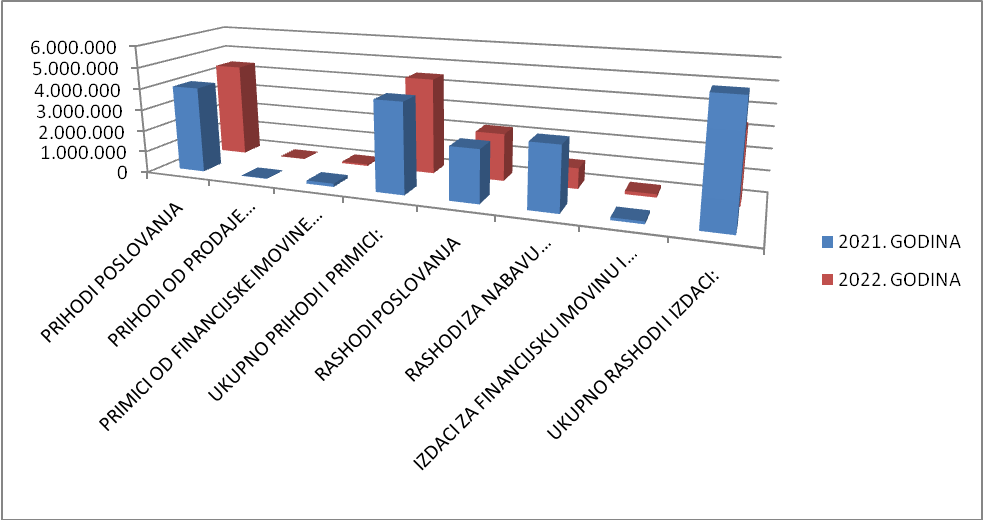 6.000.000
5.000.000
4.000.000
3.000.000
2.000.000
1.000.000
0
PRIHODI POSLOVANJA
PRIHODI OD PRODAJE...
PRIMICI OD FINANCIJSKE IMOVINE...
UKUPNO PRIHODI I PRIMICI:
RASHODI POSLOVANJA
RASHODI ZA NABAVU...
IZDACI ZA FINANCIJSKU IMOVINU I...
UKUPNO RASHODI I IZDACI:
2021. GODINA
2022. GODINA